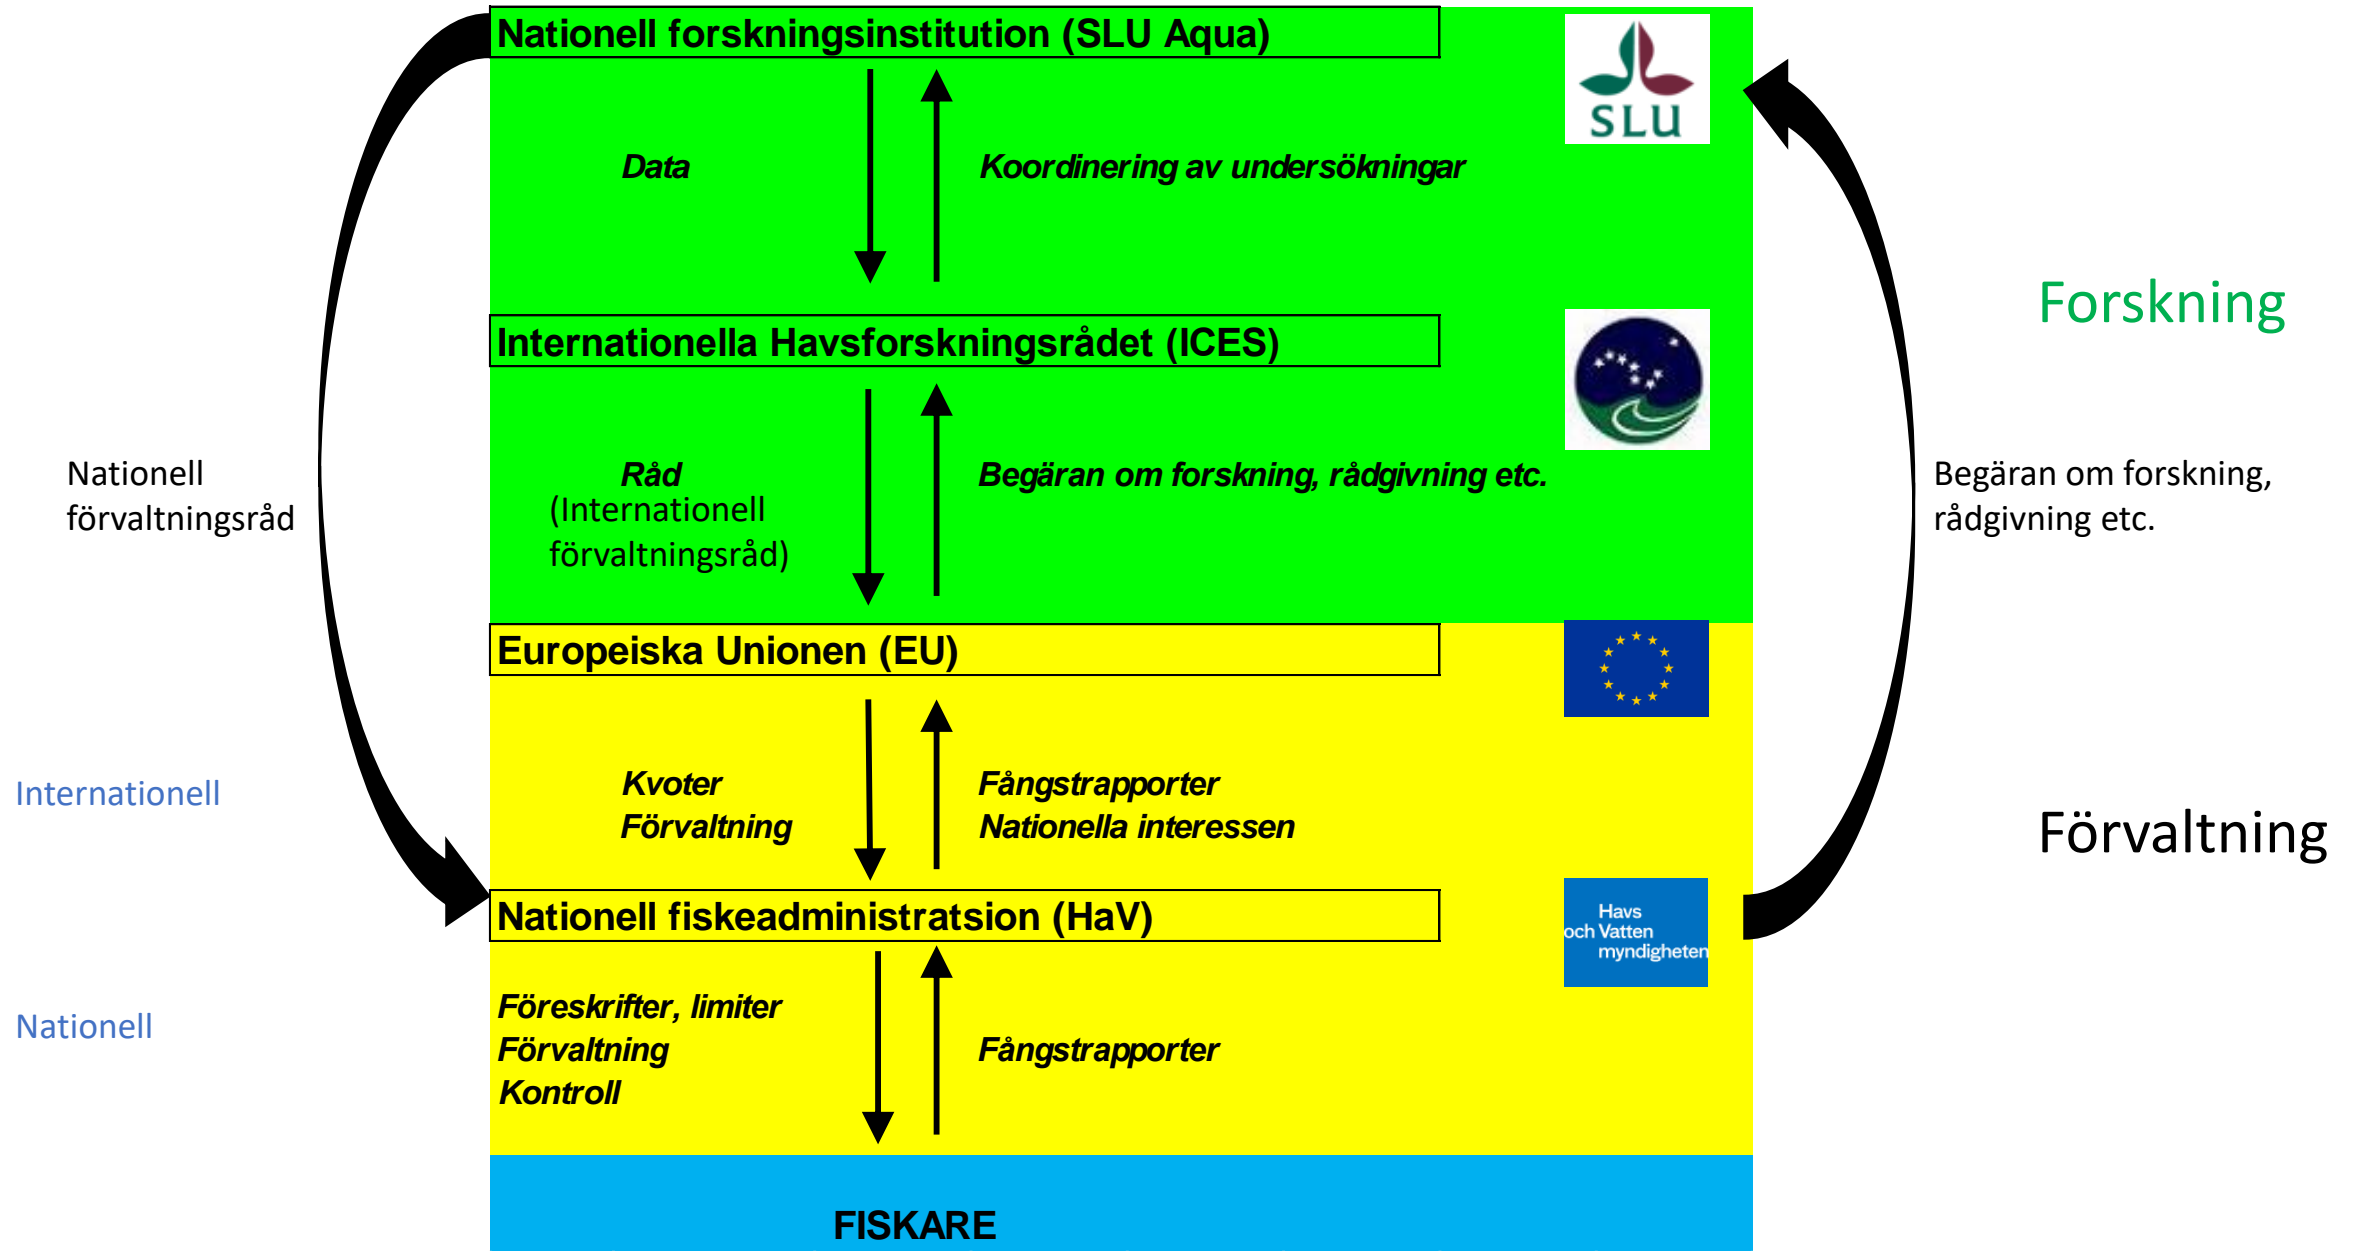 Nationell forskningsinstitution (SLU Aqua)
SLU
Data
Koordinering av undersökningar
Forskning
Internationella Havsforskningsrådet (ICES)
Nationell
förvaltningsråd
Råd
(Internationell
förvaltningsråd)
Begäran om forskning, rådgivning etc.
Begäran om forskning,
rådgivning etc.
Europeiska Unionen (EU)
Internationell
Kvoter
Förvaltning
Fångstrapporter
Nationella interessen
Förvaltning
Nationell fiskeadministratsion (HaV)
Havs
och Vatten
myndigheten
Nationell
Föreskrifter, limiter
Förvaltning
Kontroll
Fångstrapporter
FISKARE